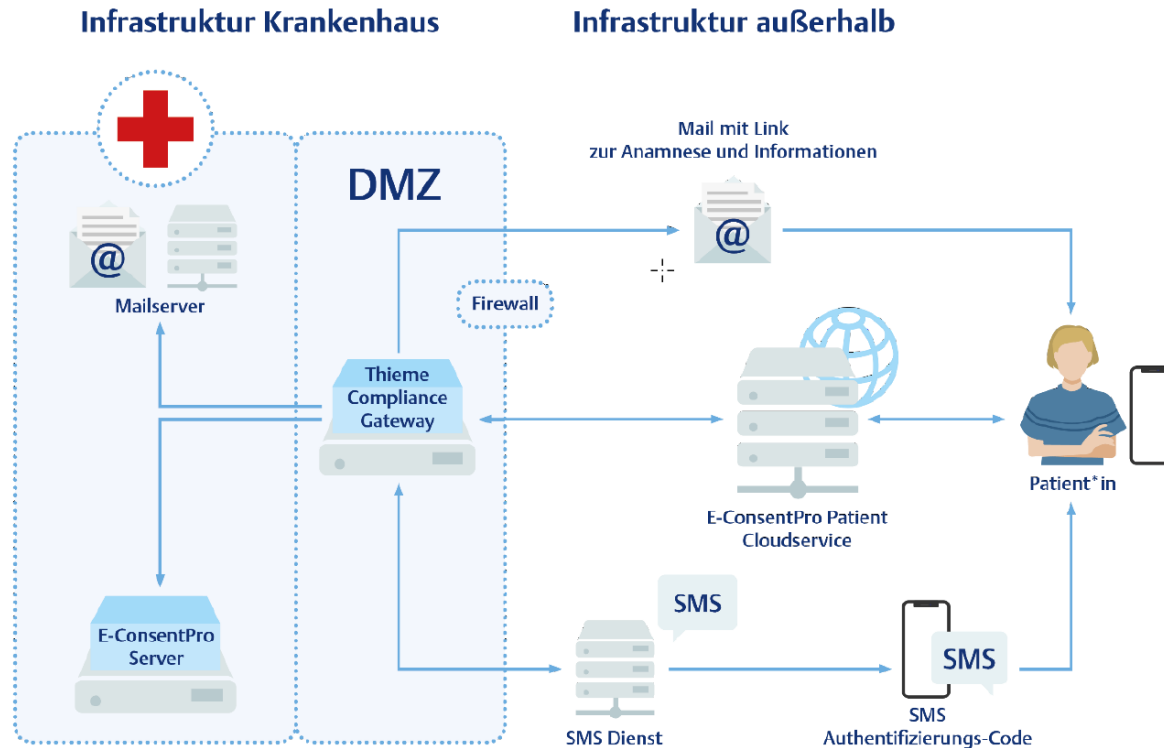 Infrastruktur Krankenhaus
Infrastruktur außerhalb
Mail mit Link
zur Anamnese und Informationen
DMZ
@
@
Mailserver
Firewall
Thieme
Compliance
Gateway
Patient*in
E-ConsentPro Patient
Cloudservice
SMS
E-ConsentPro
Server
SMS
SMS Dienst
SMS
Authentifizierungs-Code